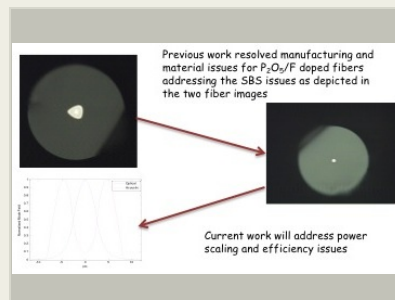 Previous work resolved manufacturing and
material issues for P₂O₅/F doped fibers
addressing the SBS issues as depicted in
the two fiber images
Current work will address power
scaling and efficiency issues